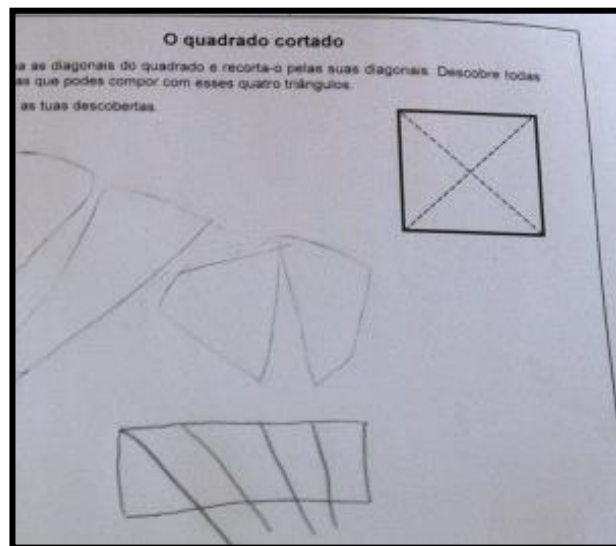 O quadrado cortado
as diagonais do quadrado e recorta-o pelas suas diagonais. Descobre todas
as que podes compor com esses quatro triângulos.
as tuas descobertas.